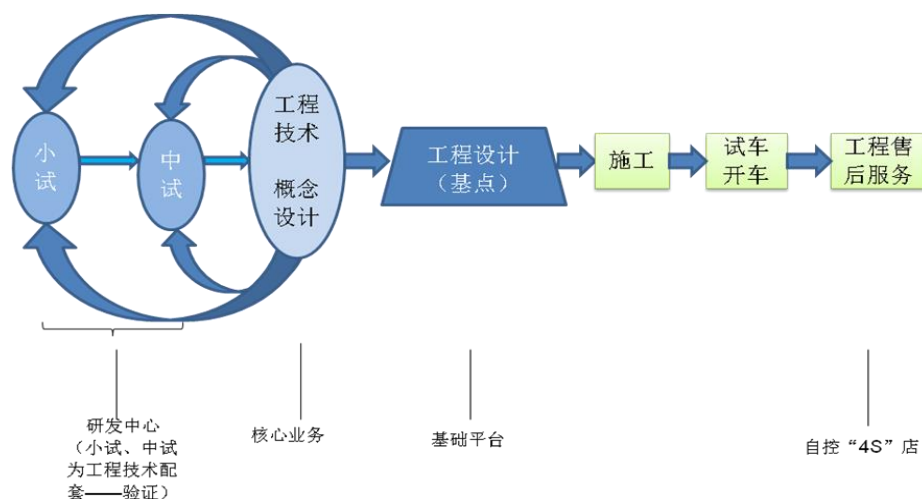 小
试
中
试
工程
技术
概念
设计
工程设计
（基点）
施工
试车
开车
工程售
后服务
研发中心
（小试、中试
为工程技术配
套——验证）
核心业务
基础平台
自控“4S”店